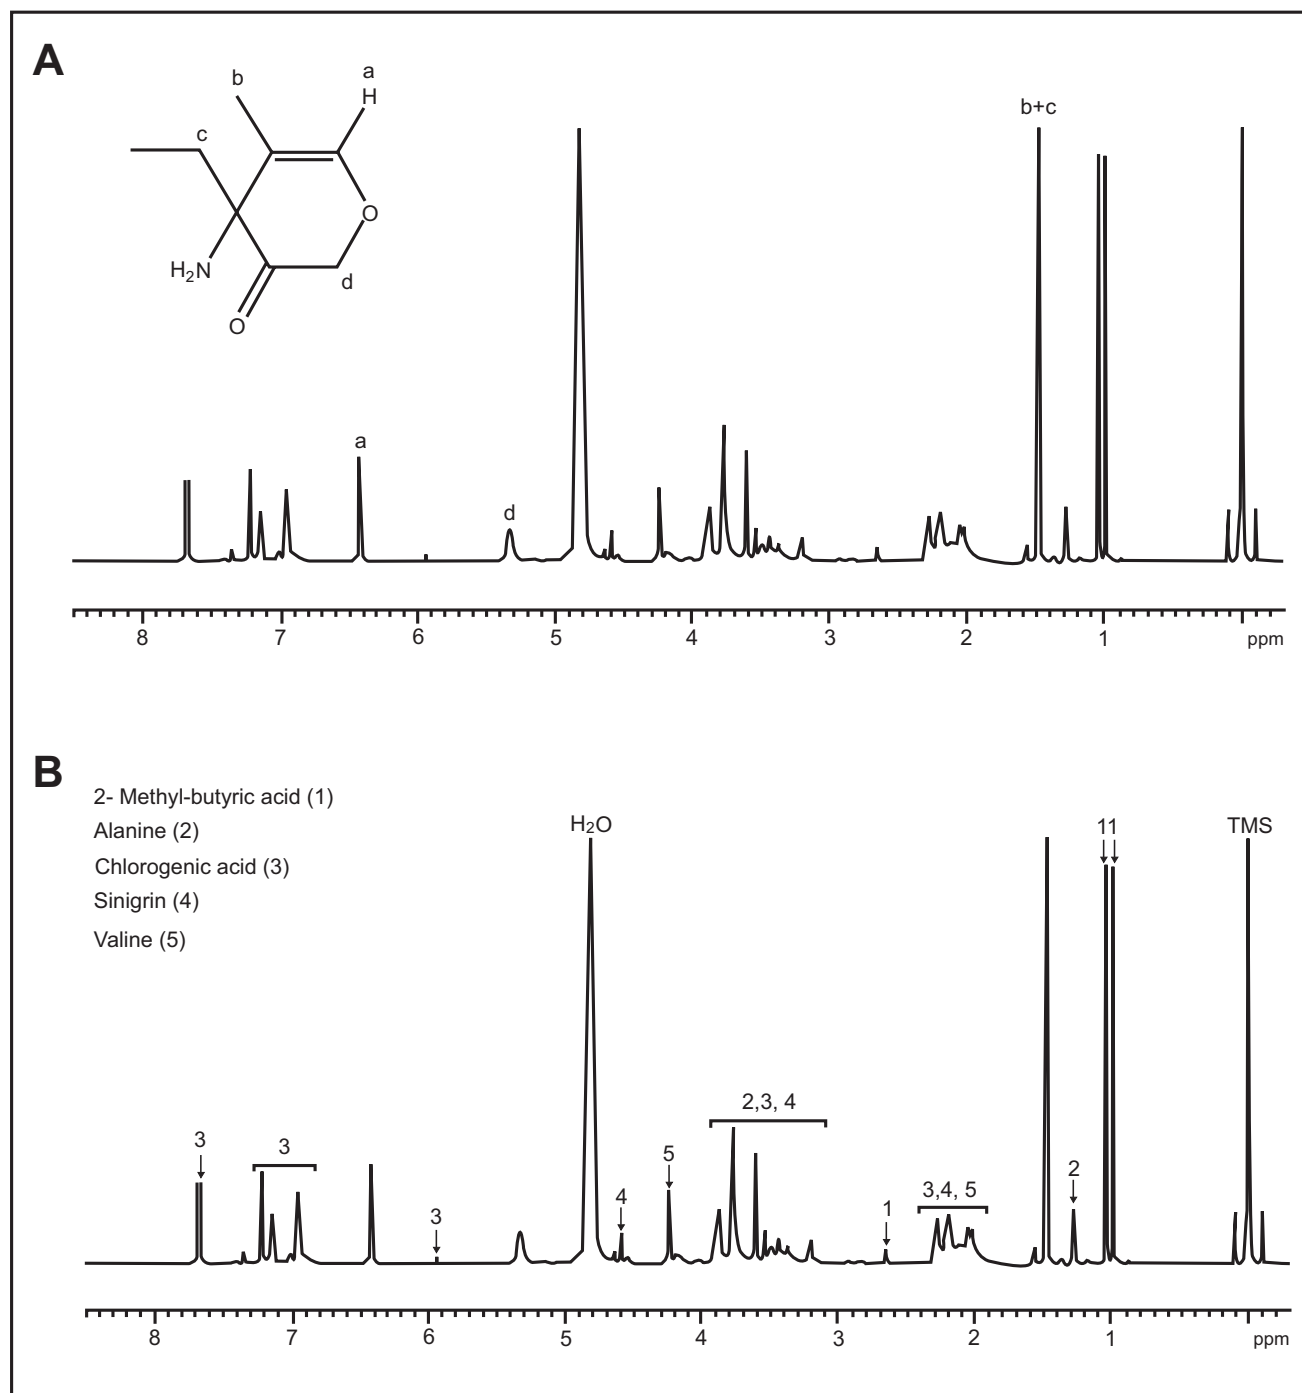 A
a
b
H
b+c
c
O
H2N
d
O
a
d
8 7 6 5 4 3 2 1 ppm
B
2- Methyl-butyric acid (1)
H2O
11
TMS
Alanine (2)
Chlorogenic acid (3)
Sinigrin (4)
Valine (5)
2,3, 4
3
3
5
2
3,4, 5
4
1
3
8 7 6 5 4 3 2 1 ppm